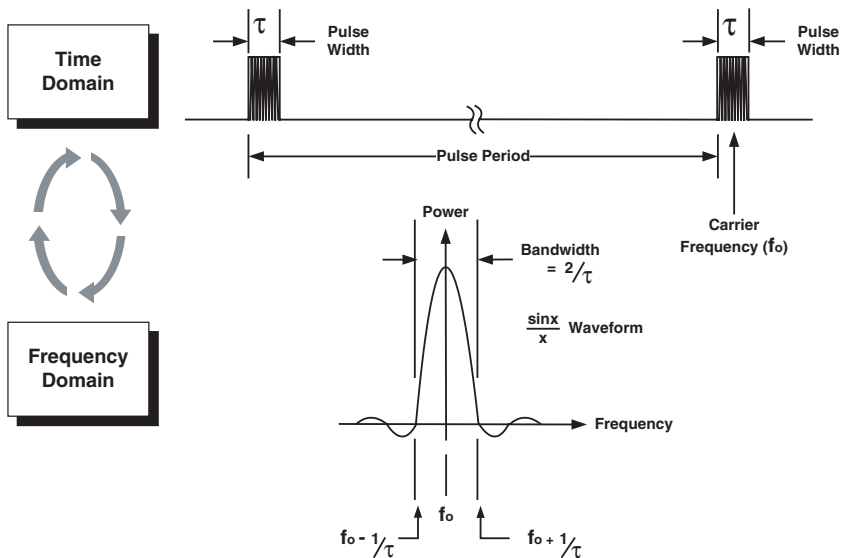 Time
Domain
τ
Pulse
Width
τ
Pulse
Width
Pulse Period
Carrier
Frequency (fo)
Power
Bandwidth
= 2/τ
sinx
x
Waveform
Frequency
Frequency
Domain
fo
fo - 1/τ
fo + 1/τ